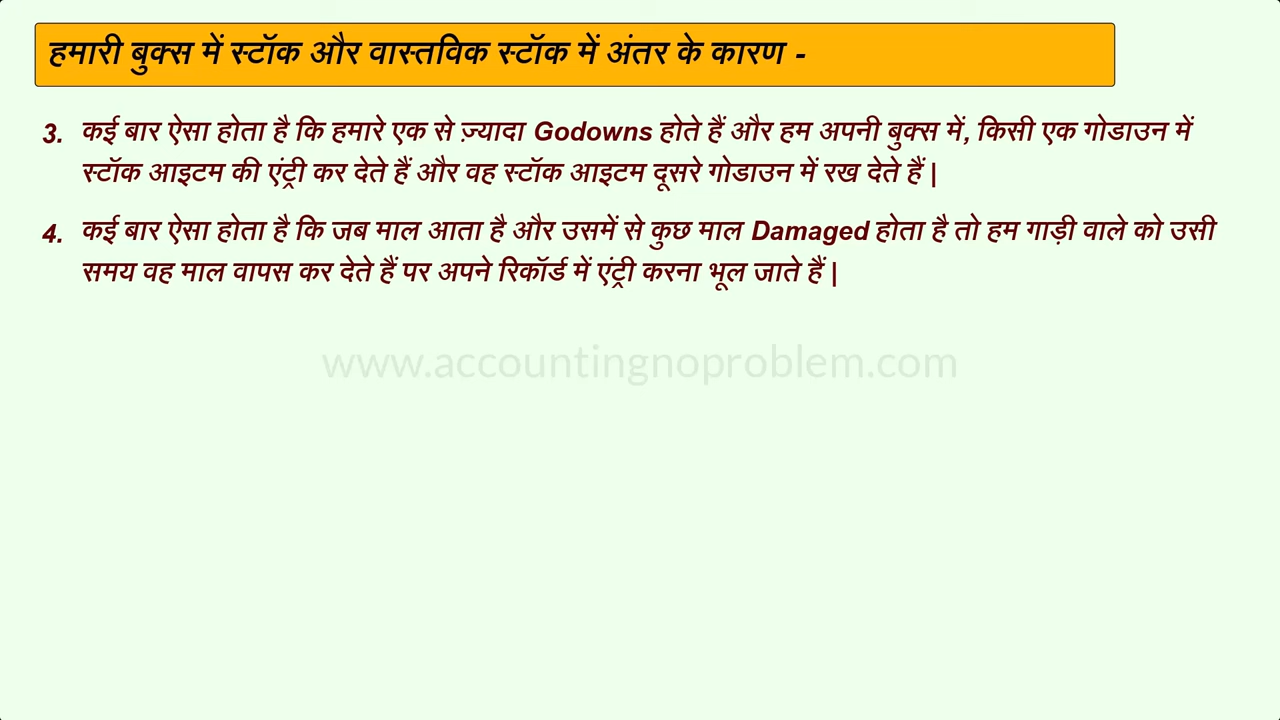 हमारी बुक्स में स्टॉक और वास्तविक स्टॉक में अंतर के कारण -
3. कई बार ऐसा होता है कि हमारे एक से ज़्यादा Godowns होते हैं और हम अपनी बुक्स में, किसी एक गोडाउन में
स्टॉक आइटम की एंट्री कर देते हैं और वह स्टॉक आइटम दूसरे गोडाउन में रख देते हैं |
4. कई बार ऐसा होता है कि जब माल आता है और उसमें से कुछ माल Damaged होता है तो हम गाड़ी वाले को उसी
समय वह माल वापस कर देते हैं पर अपने रिकॉर्ड में एंट्री करना भूल जाते हैं |
www.accountingnoproblem.com